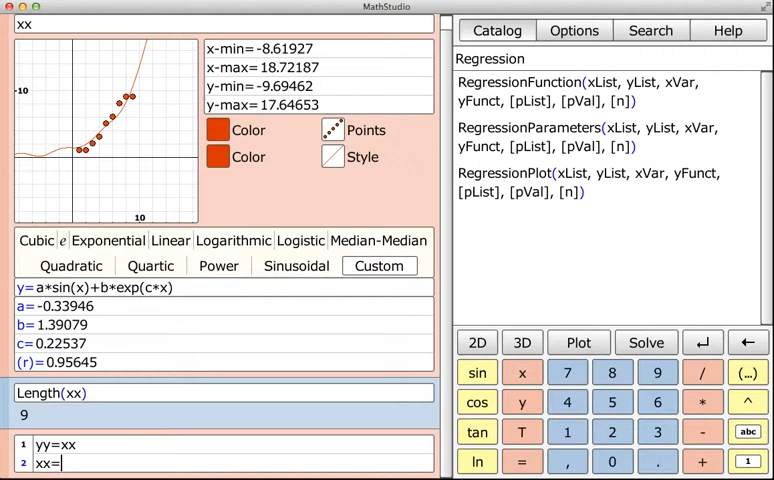 MathStudio
xx
-10
10
x-min= -8.61927
x-max= 18.72187
y-min= -9.69462
y-max= 17.64653
Color Points
Color Style
Cubic e Exponential Linear Logarithmic Logistic Median-Median
Quadratic Quartic Power Sinusoidal Custom
y= a*sin(x)+b*exp(c*x)
a= -0.33946
b= 1.39079
c= 0.22537
(r)= 0.95645
Length(xx)
9
1 yy=xx
2 xx=
Catalog Options Search Help
Regression
RegressionFunction(xList, yList, xVar,
yFunct, [pList], [pVal], [n])
RegressionParameters(xList, yList, xVar,
yFunct, [pList], [pVal], [n])
RegressionPlot(xList, yList, xVar, yFunct,
[pList], [pVal], [n])
2D 3D Plot Solve ↵ ←
sin x 7 8 9 / (...)
cos y 4 5 6 * ^
tan T 1 2 3 - abc
ln = , 0 . + 1